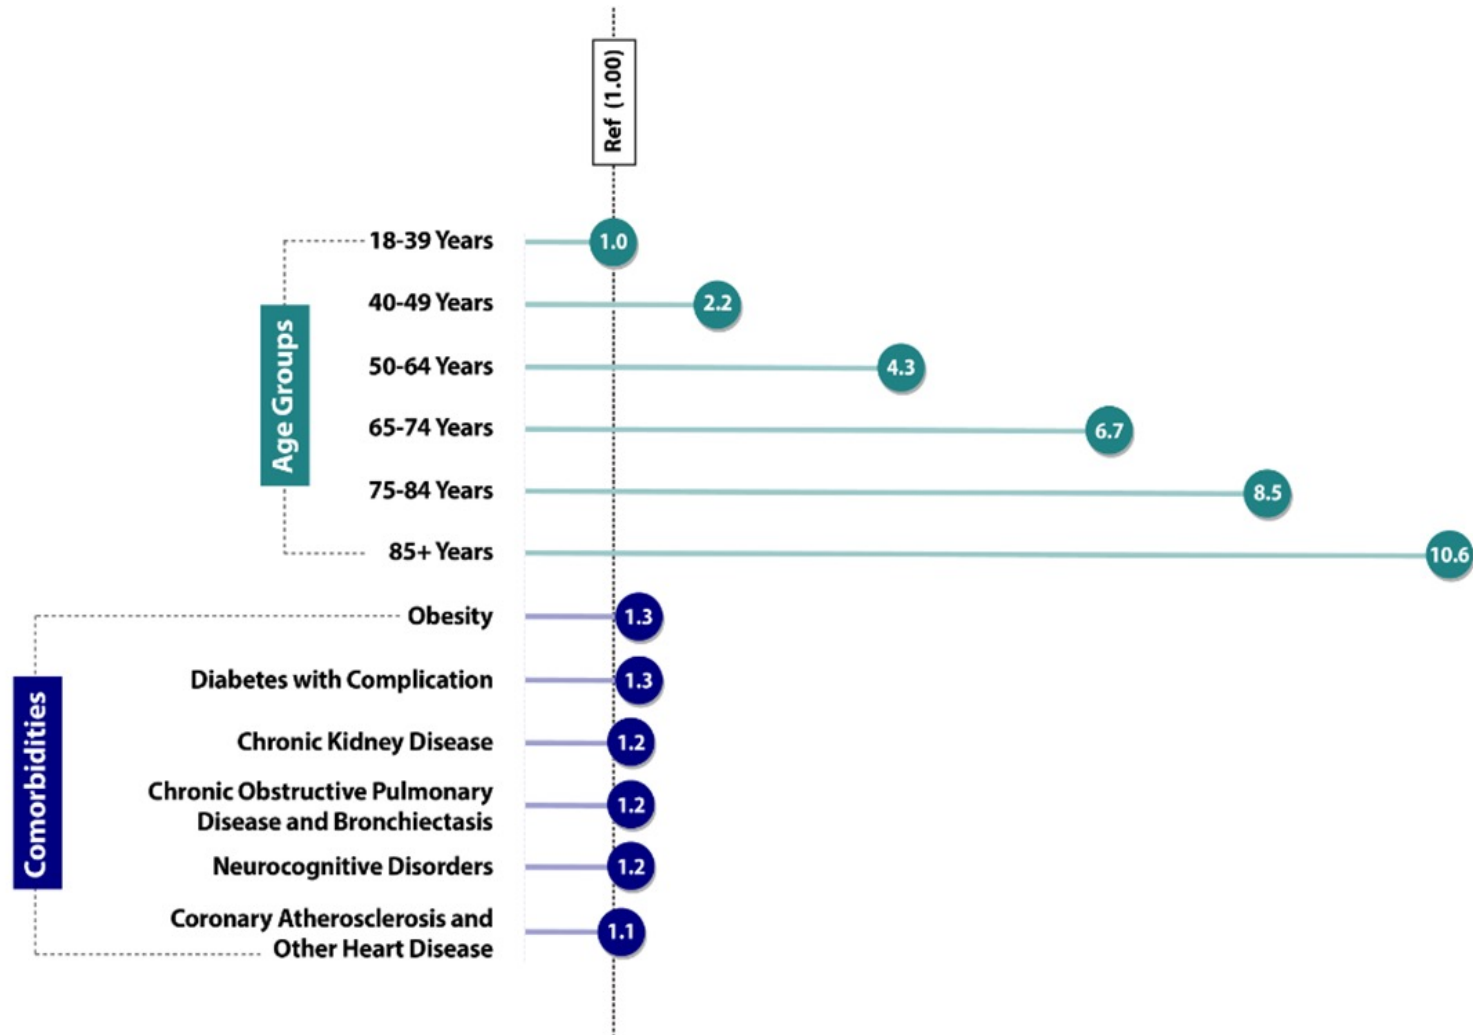 Ref (1.00)
Age Groups
18-39 Years
1.0
40-49 Years
2.2
50-64 Years
4.3
65-74 Years
6.7
75-84 Years
8.5
85+ Years
10.6
Comorbidities
Obesity
1.3
Diabetes with Complication
1.3
Chronic Kidney Disease
1.2
Chronic Obstructive Pulmonary
Disease and Bronchiectasis
1.2
Neurocognitive Disorders
1.2
Coronary Atherosclerosis and
Other Heart Disease
1.1